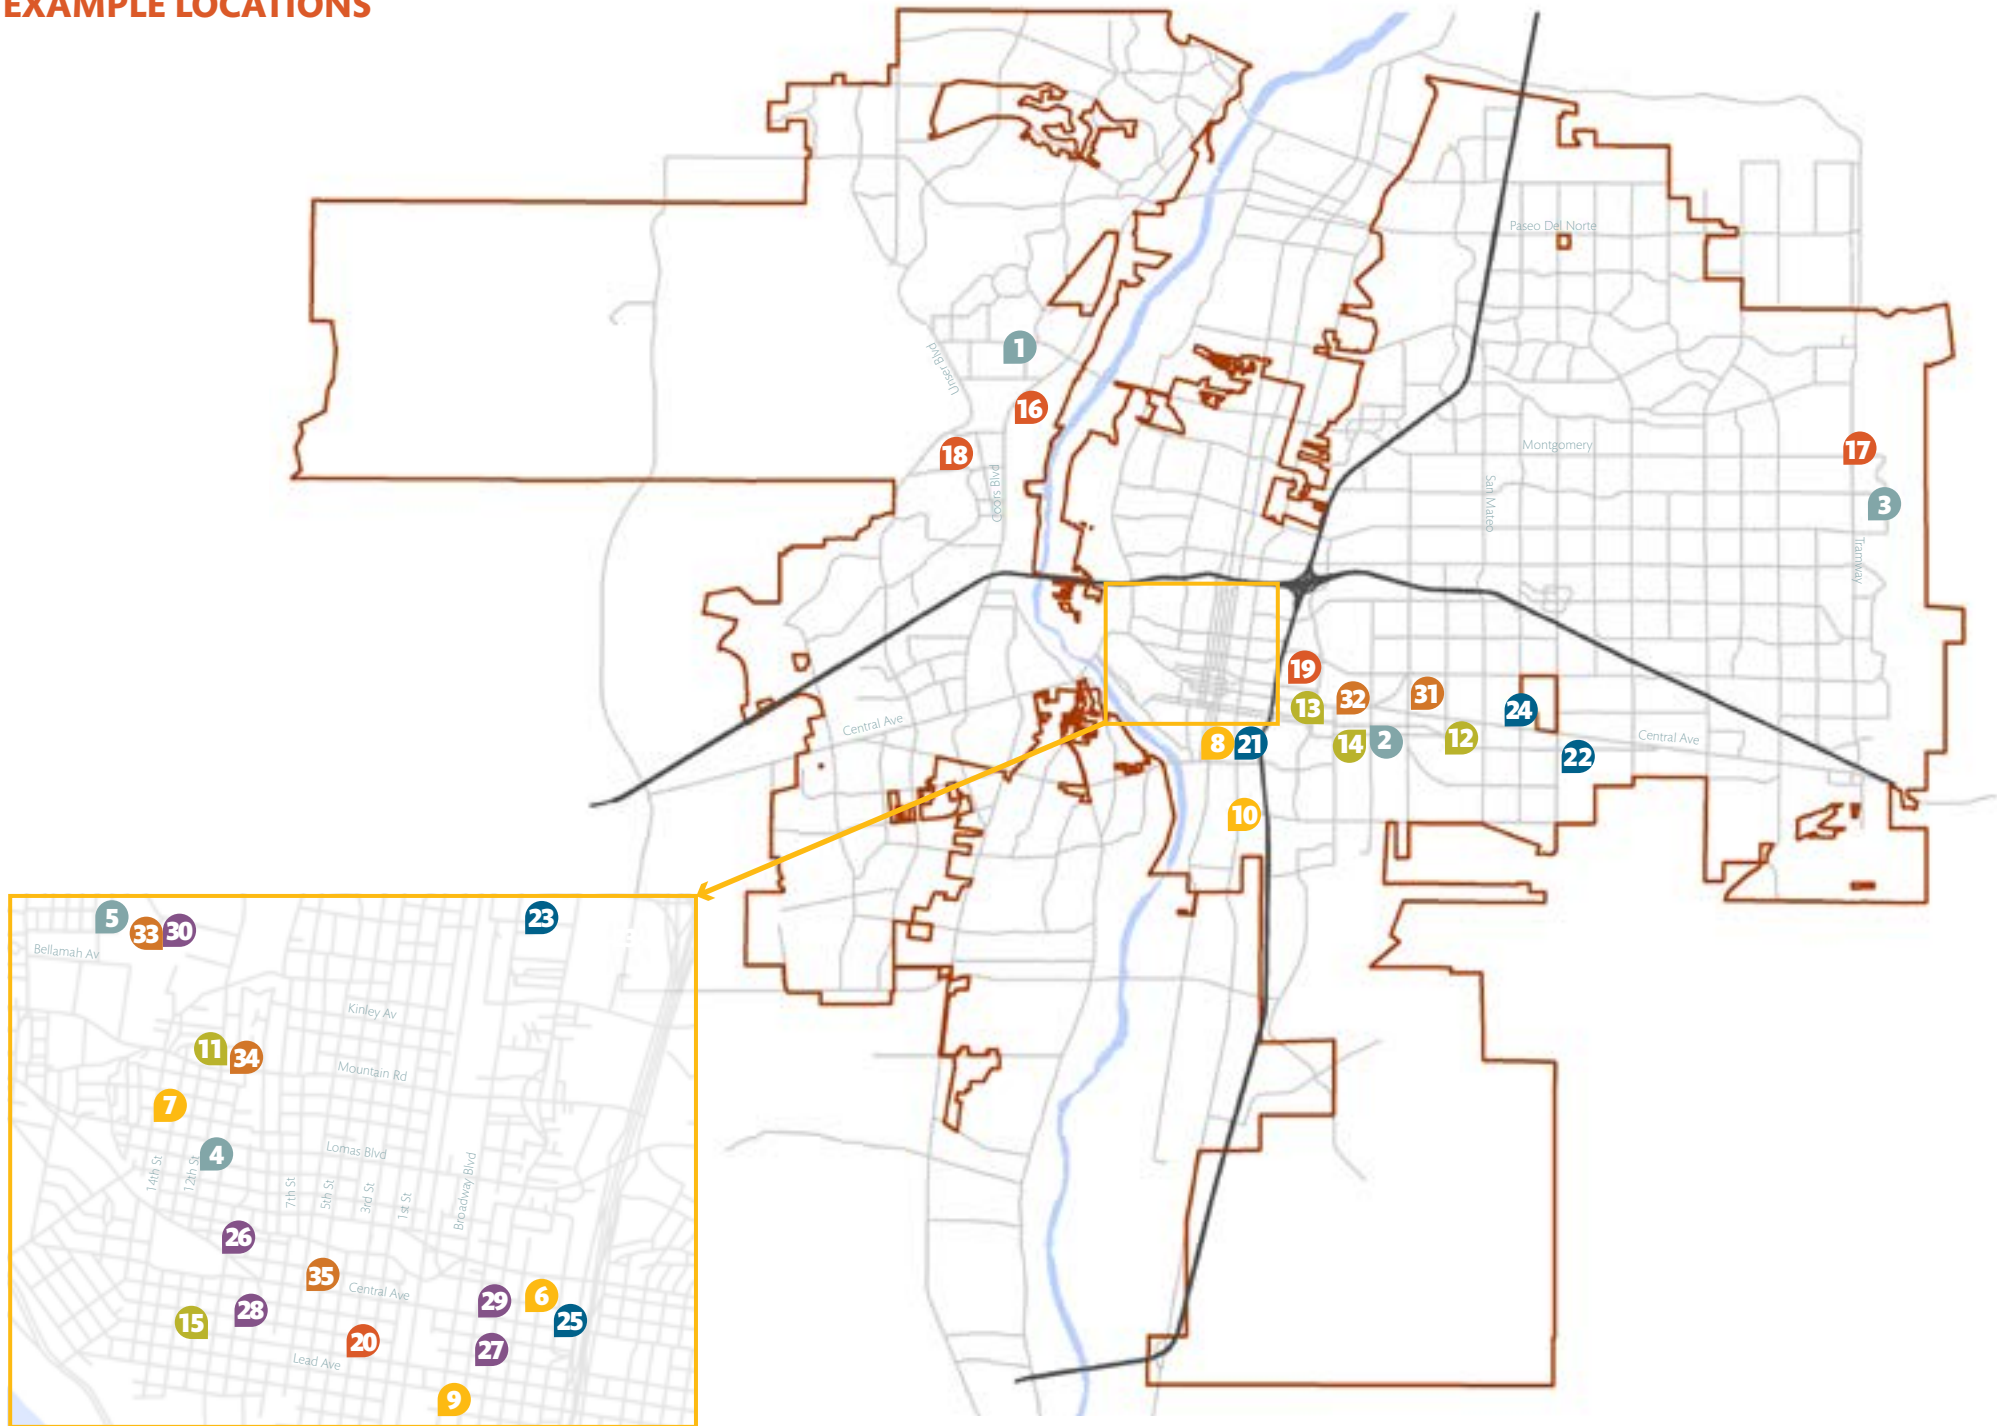 EXAMPLE LOCATIONS
Paseo Del Norte
1
Unser Blvd
16
18
Coors Blvd
Montgomery
San Mateo
17
3
Tramway
19
13
32
31
24
Central Ave
8
21
14
2
12
22
Central Ave
10
5
33
30
23
Bellamah Av
Kinley Av
11
34
Mountain Rd
7
4
Lomas Blvd
14th St
12th St
7th St
5th St
3rd St
1st St
Broadway Blvd
26
35
Central Ave
29
6
25
28
15
20
27
Lead Ave
9